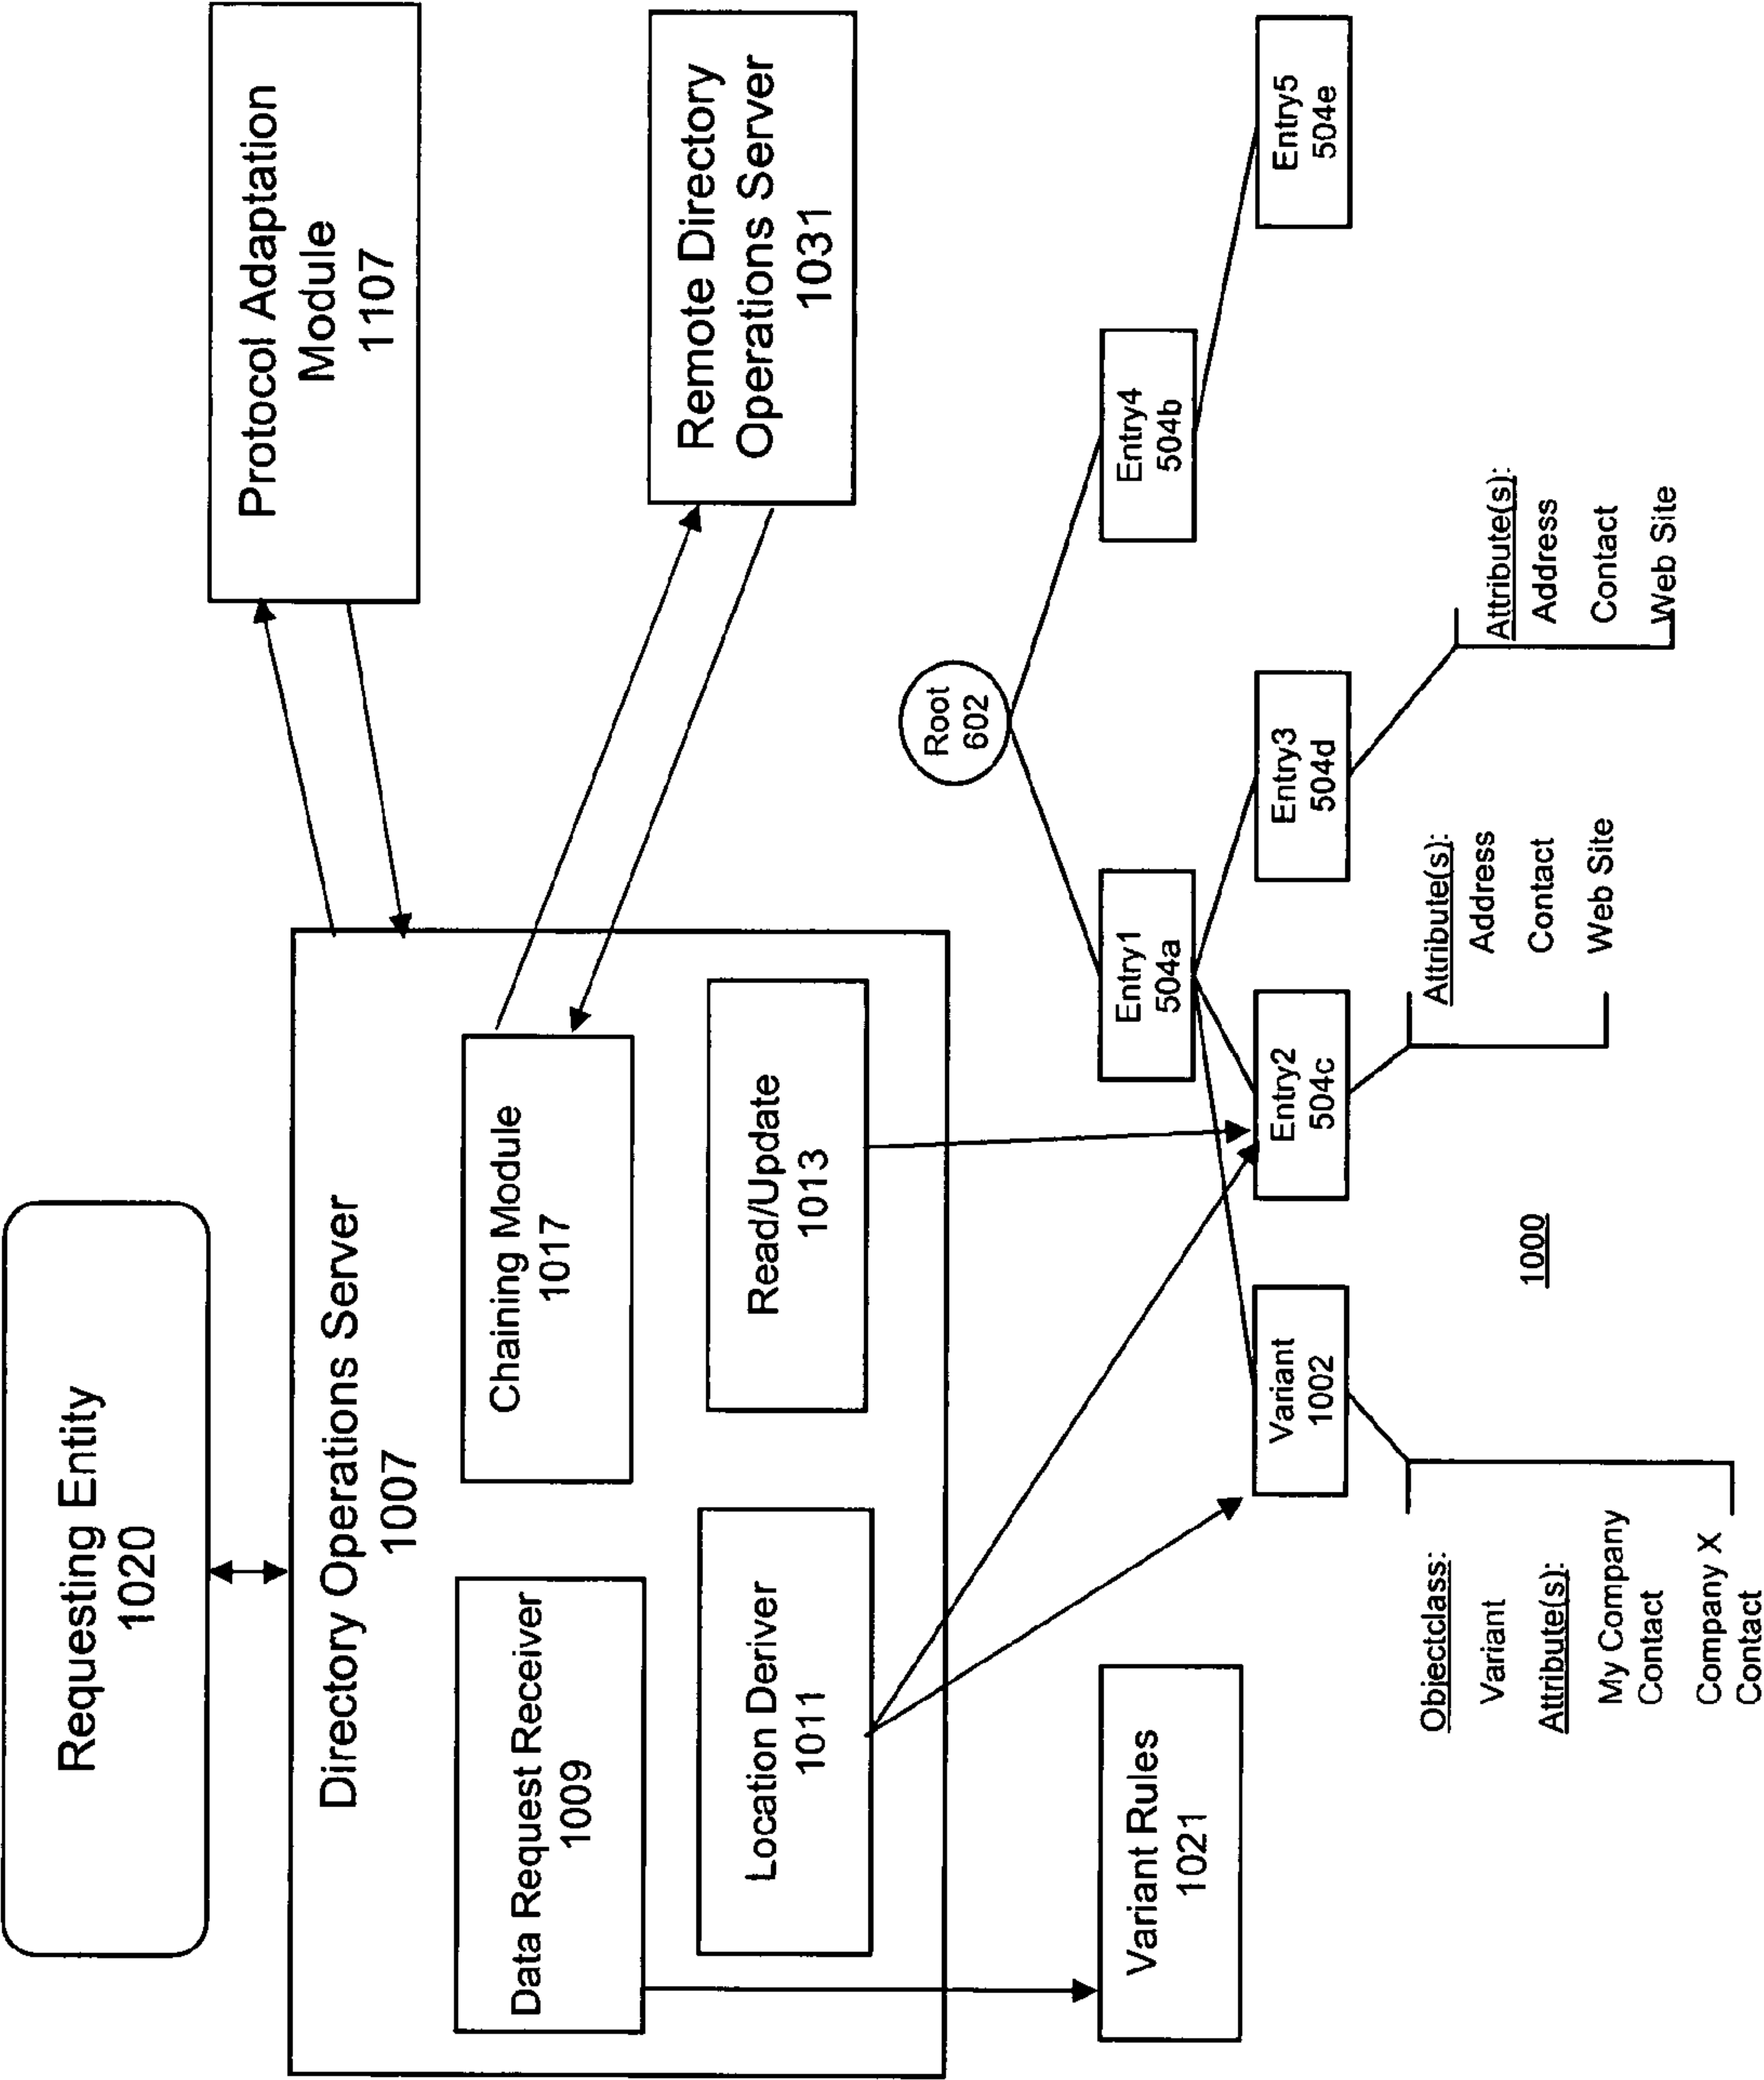 Requesting Entity
1020
Directory Operations Server
1007
Protocol Adaptation
Module
1107
Data Request Receiver
1009
Chaining Module
1017
Remote Directory
Operations Server
1031
Location Deriver
1011
Read/Update
1013
Root
602
Variant Rules
1021
Entry1
504a
Entry4
504b
Variant
1002
Entry2
504c
Entry3
504d
Entry5
504e
Objectclass:
Variant
Attribute(s):
My Company
Contact
Company X
Contact
Attribute(s):
Address
Contact
Web Site
Attribute(s):
Address
Contact
Web Site
1000